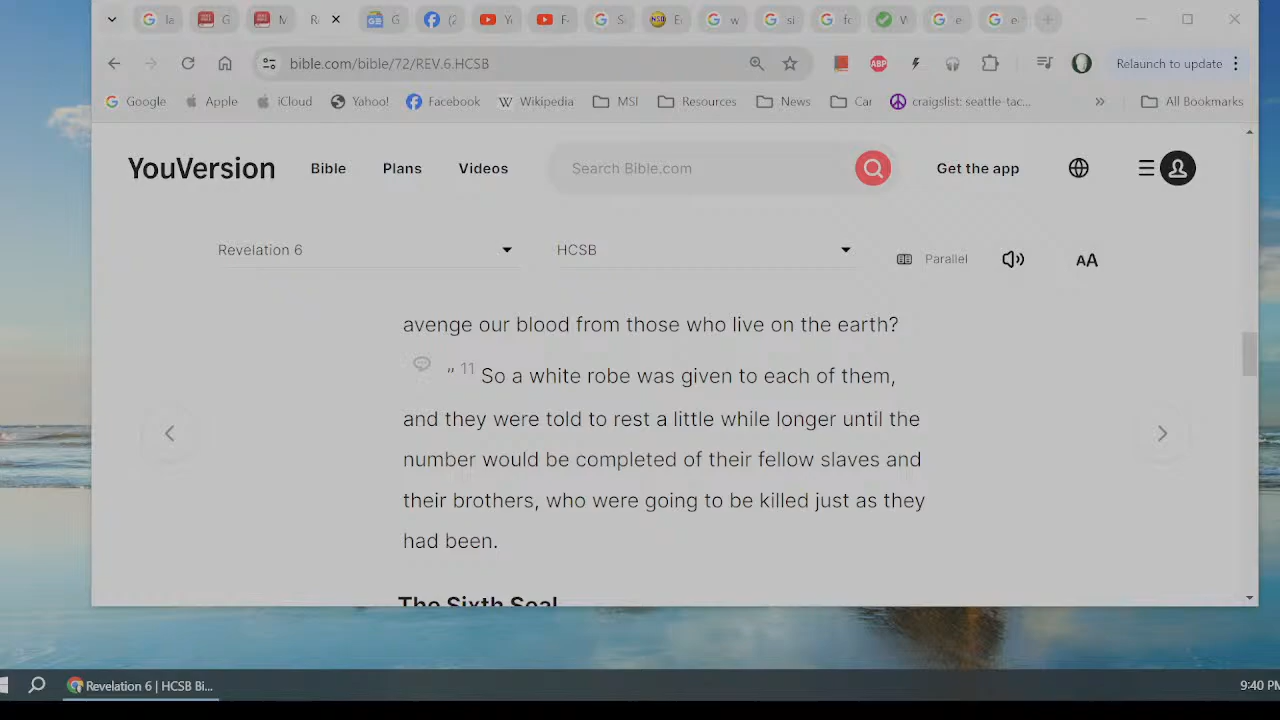 la G M R G ( Y F S E w si fo V e e
bible.com/bible/72/REV.6.HCSB ABP Relaunch to update
Google Apple iCloud Yahoo! Facebook Wikipedia MSI Resources News Car craigslist: seattle-tac... » All Bookmarks
YouVersion Bible Plans Videos Search Bible.com Get the app
Revelation 6 HCSB Parallel AA
avenge our blood from those who live on the earth?
” 11 So a white robe was given to each of them,
and they were told to rest a little while longer until the
number would be completed of their fellow slaves and
their brothers, who were going to be killed just as they
had been.
The Sixth Seal
Revelation 6 | HCSB Bi... 9:40 PM